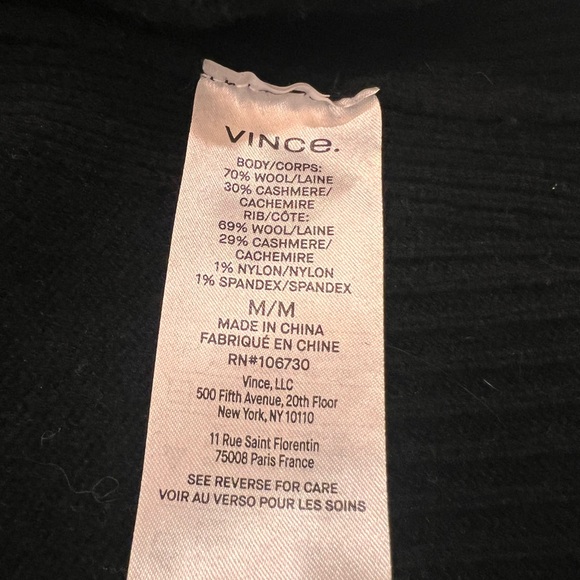 VINCE.
BODY/CORPS:
70% WOOL/LAINE
30% CASHMERE/
CACHEMIRE
RIB/CÔTE:
69% WOOL/LAINE
29% CASHMERE/
CACHEMIRE
1% NYLON/NYLON
1% SPANDEX/SPANDEX
M/M
MADE IN CHINA
FABRIQUÉ EN CHINE
RN#106730
Vince, LLC
500 Fifth Avenue, 20th Floor
New York, NY 10110
11 Rue Saint Florentin
75008 Paris France
SEE REVERSE FOR CARE
VOIR AU VERSO POUR LES SOINS